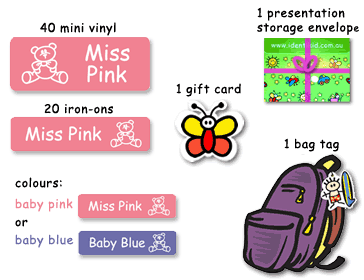 40 mini vinyl
Miss
Pink
20 iron-ons
Miss Pink
1 gift card
1 presentation
storage envelope
www.identikid.com.au
1 bag tag
colours:
baby pink
Miss Pink
or
baby blue
Baby Blue